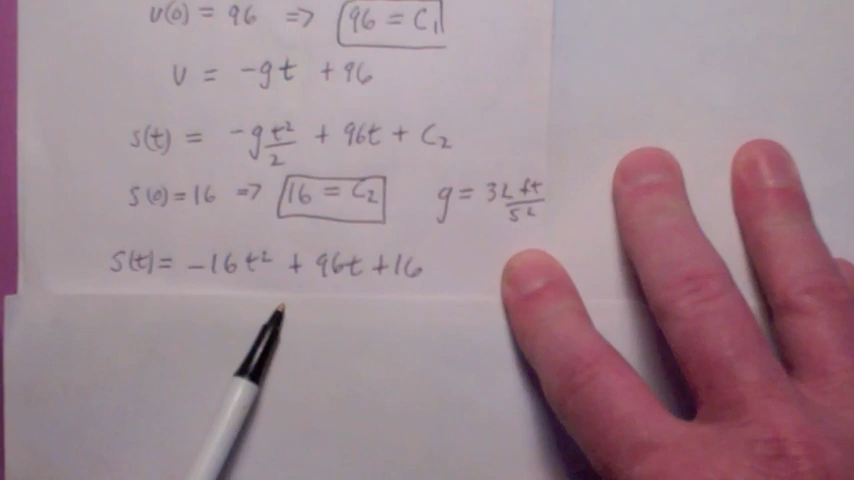 v(0) = 96 => 96 = C₁
v = -gt + 96
s(t) = -g t²/2 + 96t + C₂
s(0) = 16 => 16 = C₂ g = 32 ft/s²
s(t) = -16t² + 96t + 16